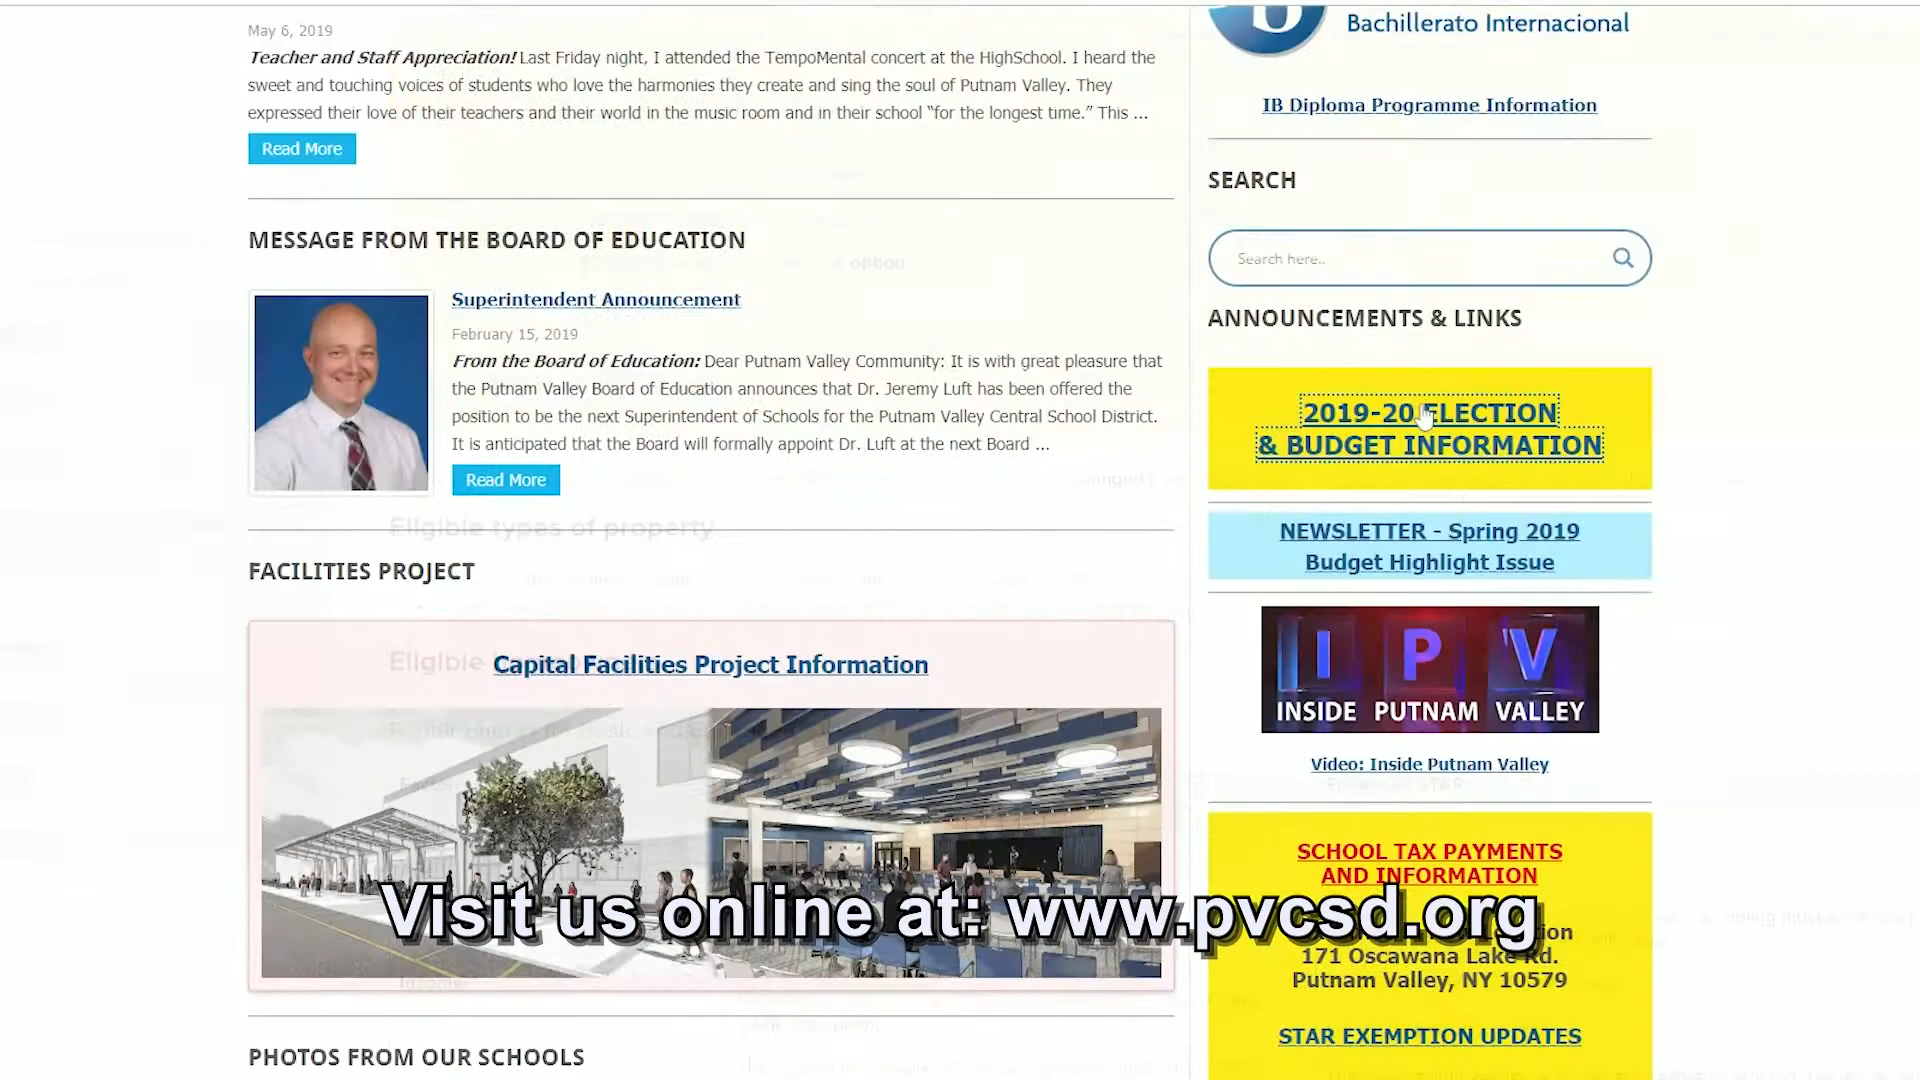 May 6, 2019
Teacher and Staff Appreciation! Last Friday night, I attended the TempoMental concert at the HighSchool. I heard the
sweet and touching voices of students who love the harmonies they create and sing the soul of Putnam Valley. They
expressed their love of their teachers and their world in the music room and in their school “for the longest time.” This ...
Read More
MESSAGE FROM THE BOARD OF EDUCATION
Superintendent Announcement
February 15, 2019
From the Board of Education: Dear Putnam Valley Community: It is with great pleasure that
the Putnam Valley Board of Education announces that Dr. Jeremy Luft has been offered the
position to be the next Superintendent of Schools for the Putnam Valley Central School District.
It is anticipated that the Board will formally appoint Dr. Luft at the next Board ...
Read More
Eligible types of property
FACILITIES PROJECT
Eligible
Capital Facilities Project Information
PHOTOS FROM OUR SCHOOLS
Bachillerato Internacional
IB Diploma Programme Information
SEARCH
Search here..
ANNOUNCEMENTS & LINKS
2019-20 ELECTION
& BUDGET INFORMATION
NEWSLETTER - Spring 2019
Budget Highlight Issue
I P V
INSIDE PUTNAM VALLEY
Video: Inside Putnam Valley
Enhanced STAR
SCHOOL TAX PAYMENTS
AND INFORMATION
171 Oscawana Lake Rd.
Putnam Valley, NY 10579
STAR EXEMPTION UPDATES
Visit us online at: www.pvcsd.org